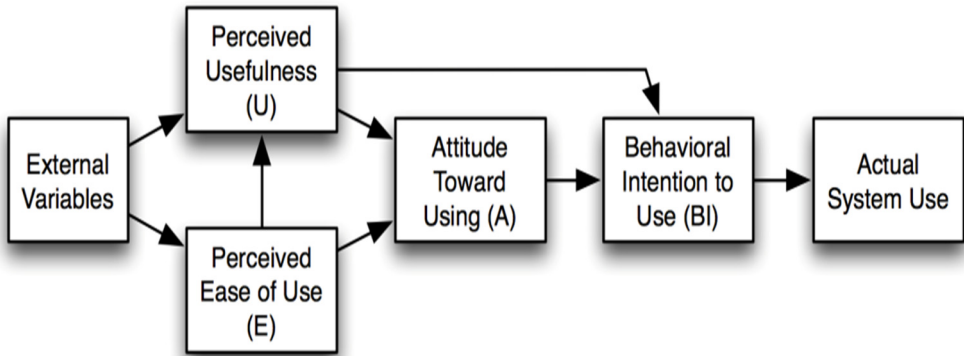 External
Variables
Perceived
Usefulness
(U)
Perceived
Ease of Use
(E)
Attitude
Toward
Using (A)
Behavioral
Intention to
Use (BI)
Actual
System Use